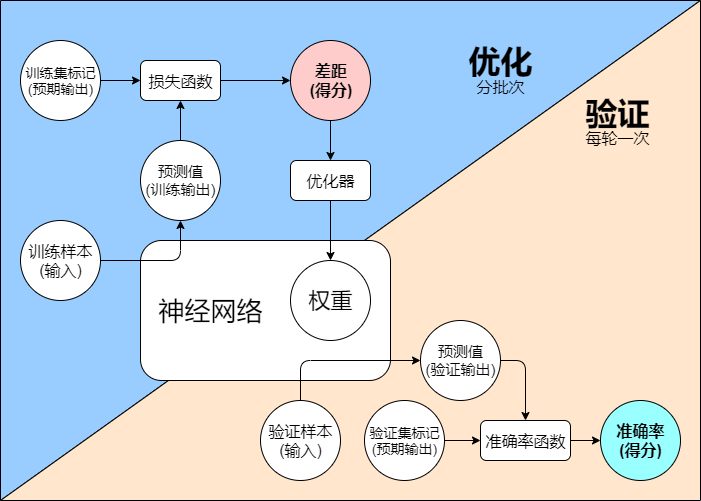 优化
分批次
验证
每轮一次
训练集标记
(预期输出)
损失函数
差距
(得分)
预测值
(训练输出)
优化器
训练样本
(输入)
神经网络
权重
预测值
(验证输出)
验证样本
(输入)
验证集标记
(预期输出)
准确率函数
准确率
(得分)